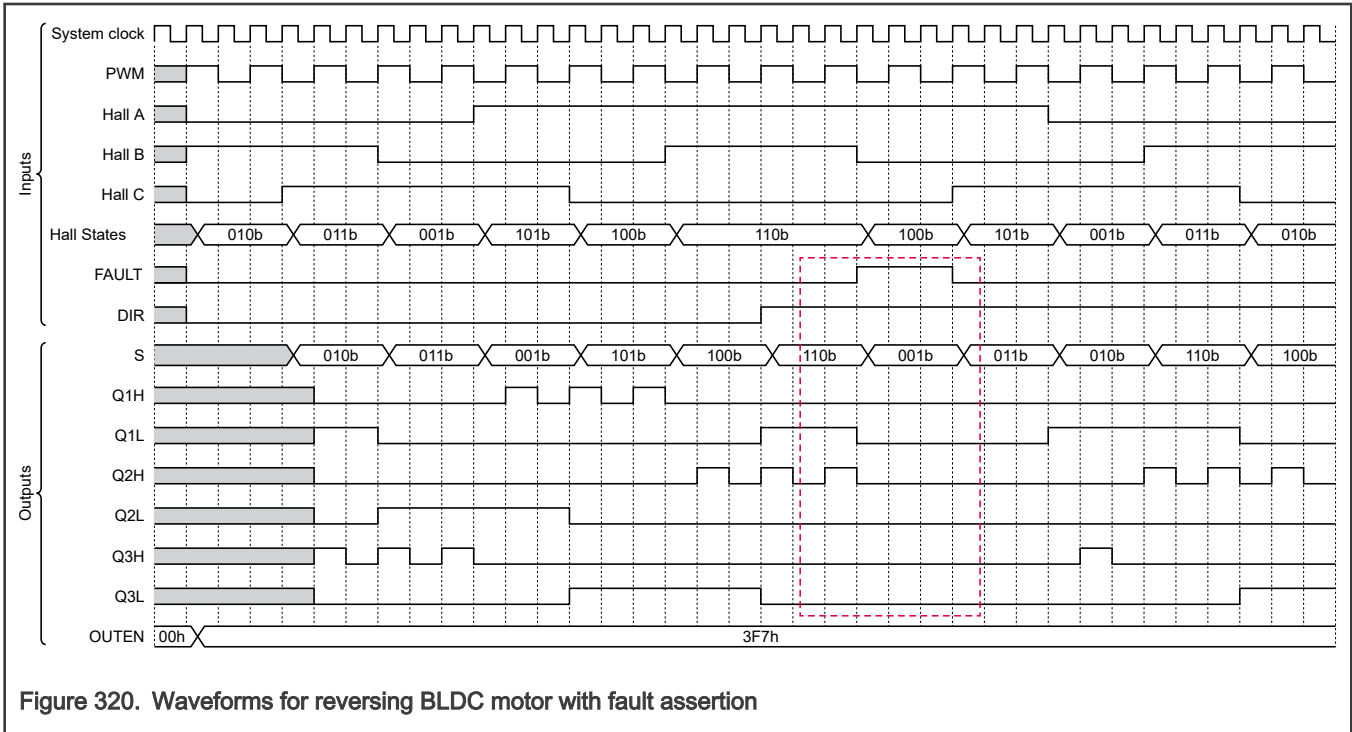 System clock
PWM
Hall A
Hall B
Hall C
Hall States 010b 011b 001b 101b 100b 110b 100b 101b 001b 011b 010b
FAULT
DIR
Inputs
S 010b 011b 001b 101b 100b 110b 001b 011b 010b 110b 100b
Q1H
Q1L
Q2H
Q2L
Q3H
Q3L
OUTEN 00h 3F7h
Outputs
Figure 320. Waveforms for reversing BLDC motor with fault assertion